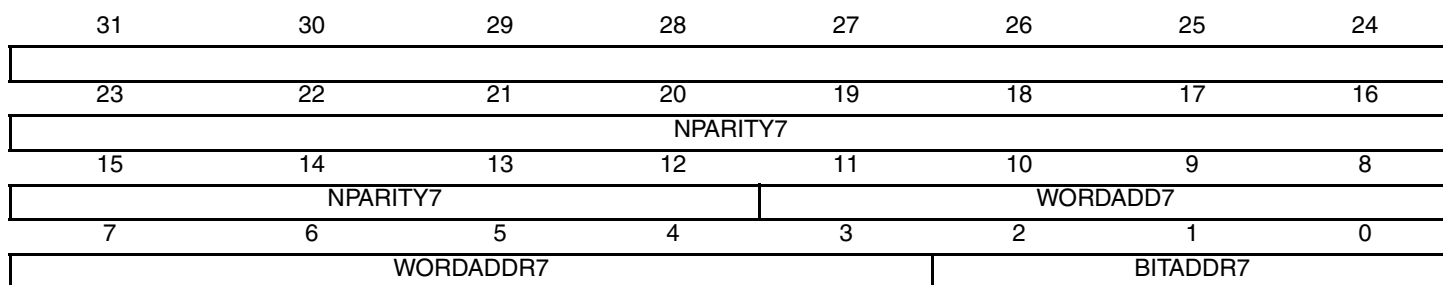 31 30 29 28 27 26 25 24
23 22 21 20 19 18 17 16
NPARITY7
15 14 13 12 11 10 9 8
NPARITY7 WORDADD7
7 6 5 4 3 2 1 0
WORDADDR7 BITADDR7